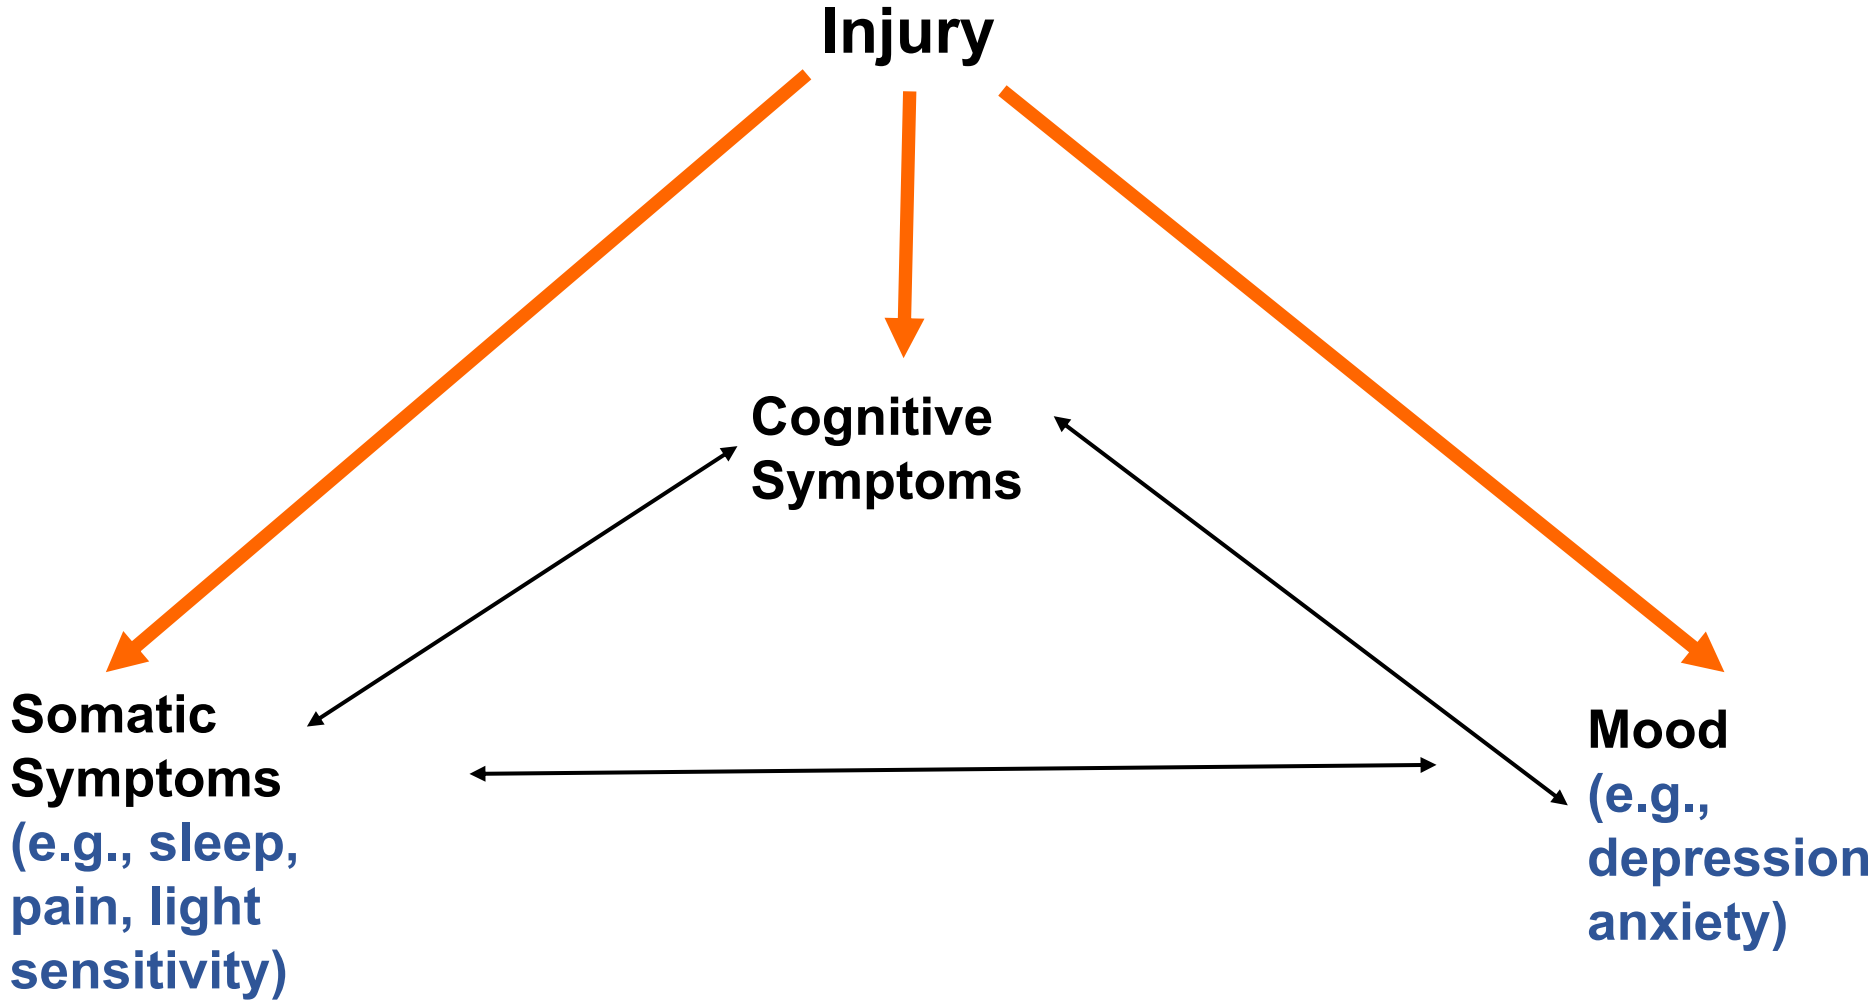 Injury
Cognitive
Symptoms
Somatic
Symptoms
(e.g., sleep,
pain, light
sensitivity)
Mood
(e.g.,
depression
anxiety)